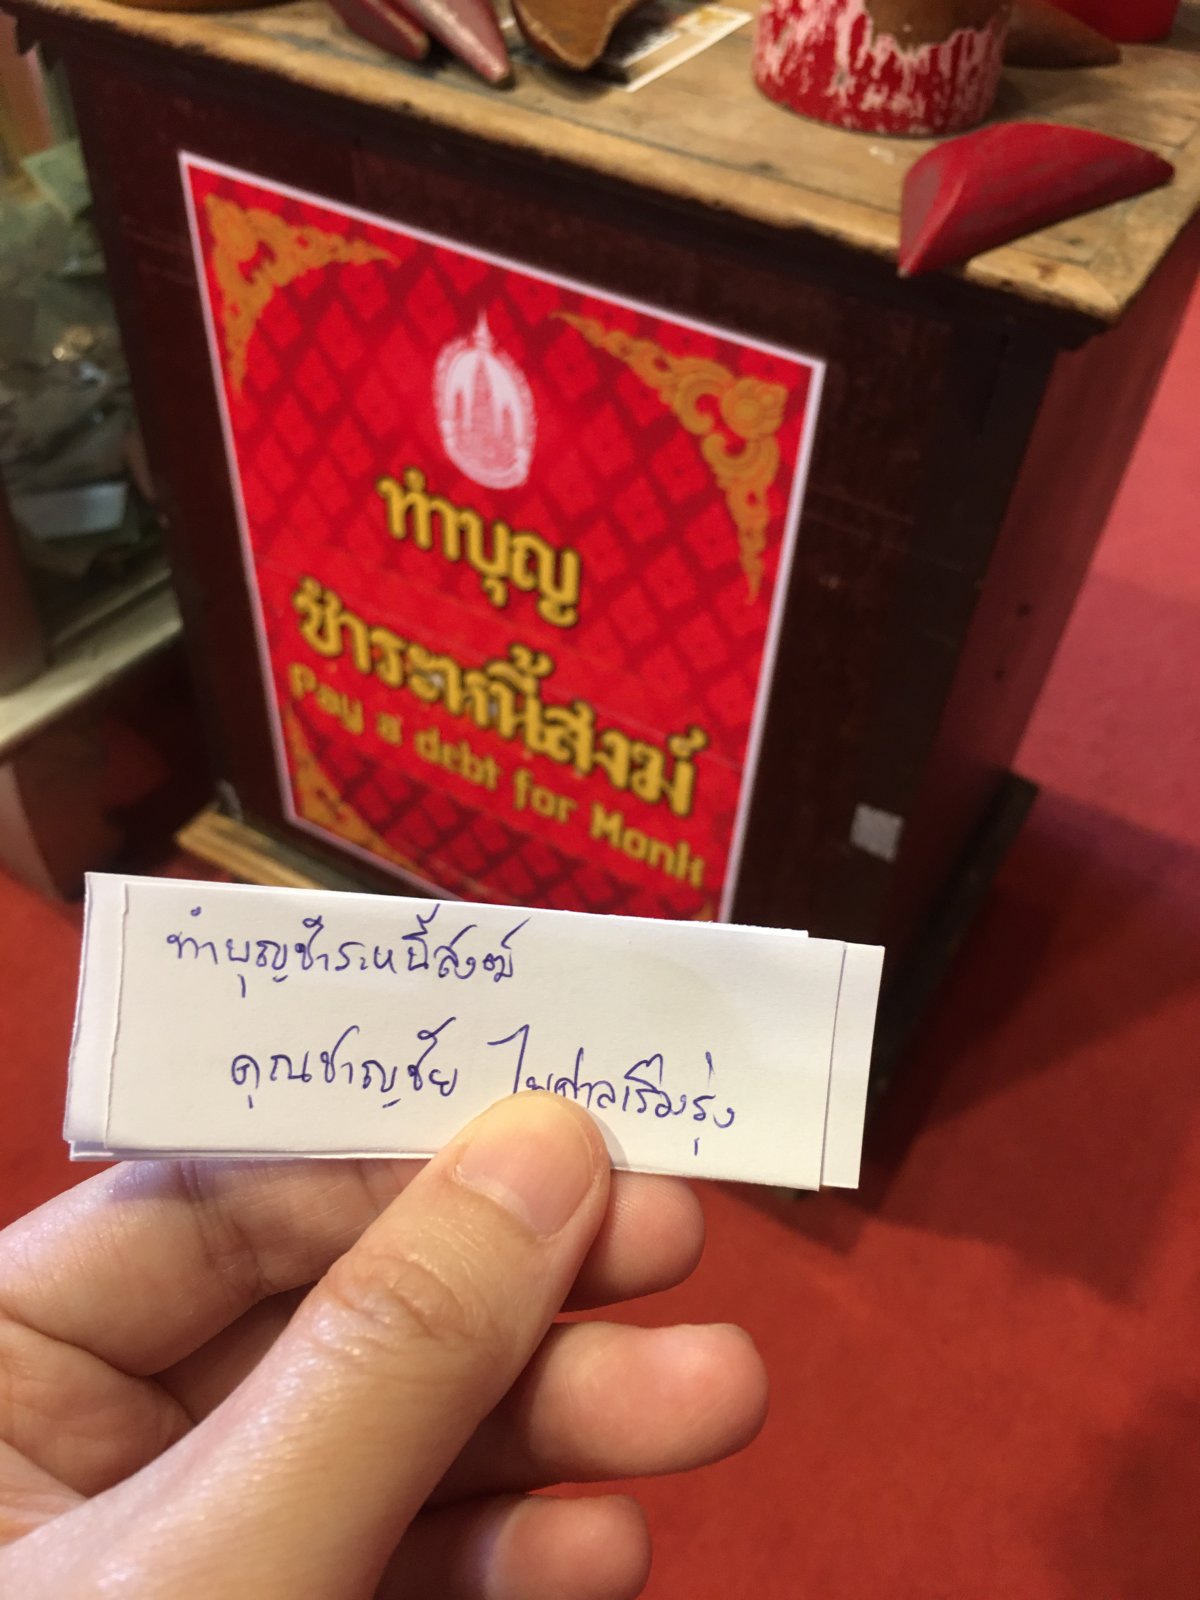 ทำบุญ
ชำระหนี้สงฆ์
Pay a debt for Monk
ทำบุญชำระหนี้สงฆ์
คุณชาญชัย ไพศาลเรืองรุ่ง